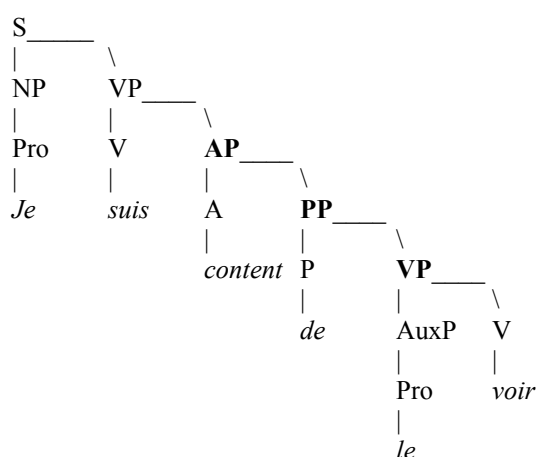 S
NP VP
Pro V AP
Je suis A PP
content P VP
de AuxP V
Pro voir
le